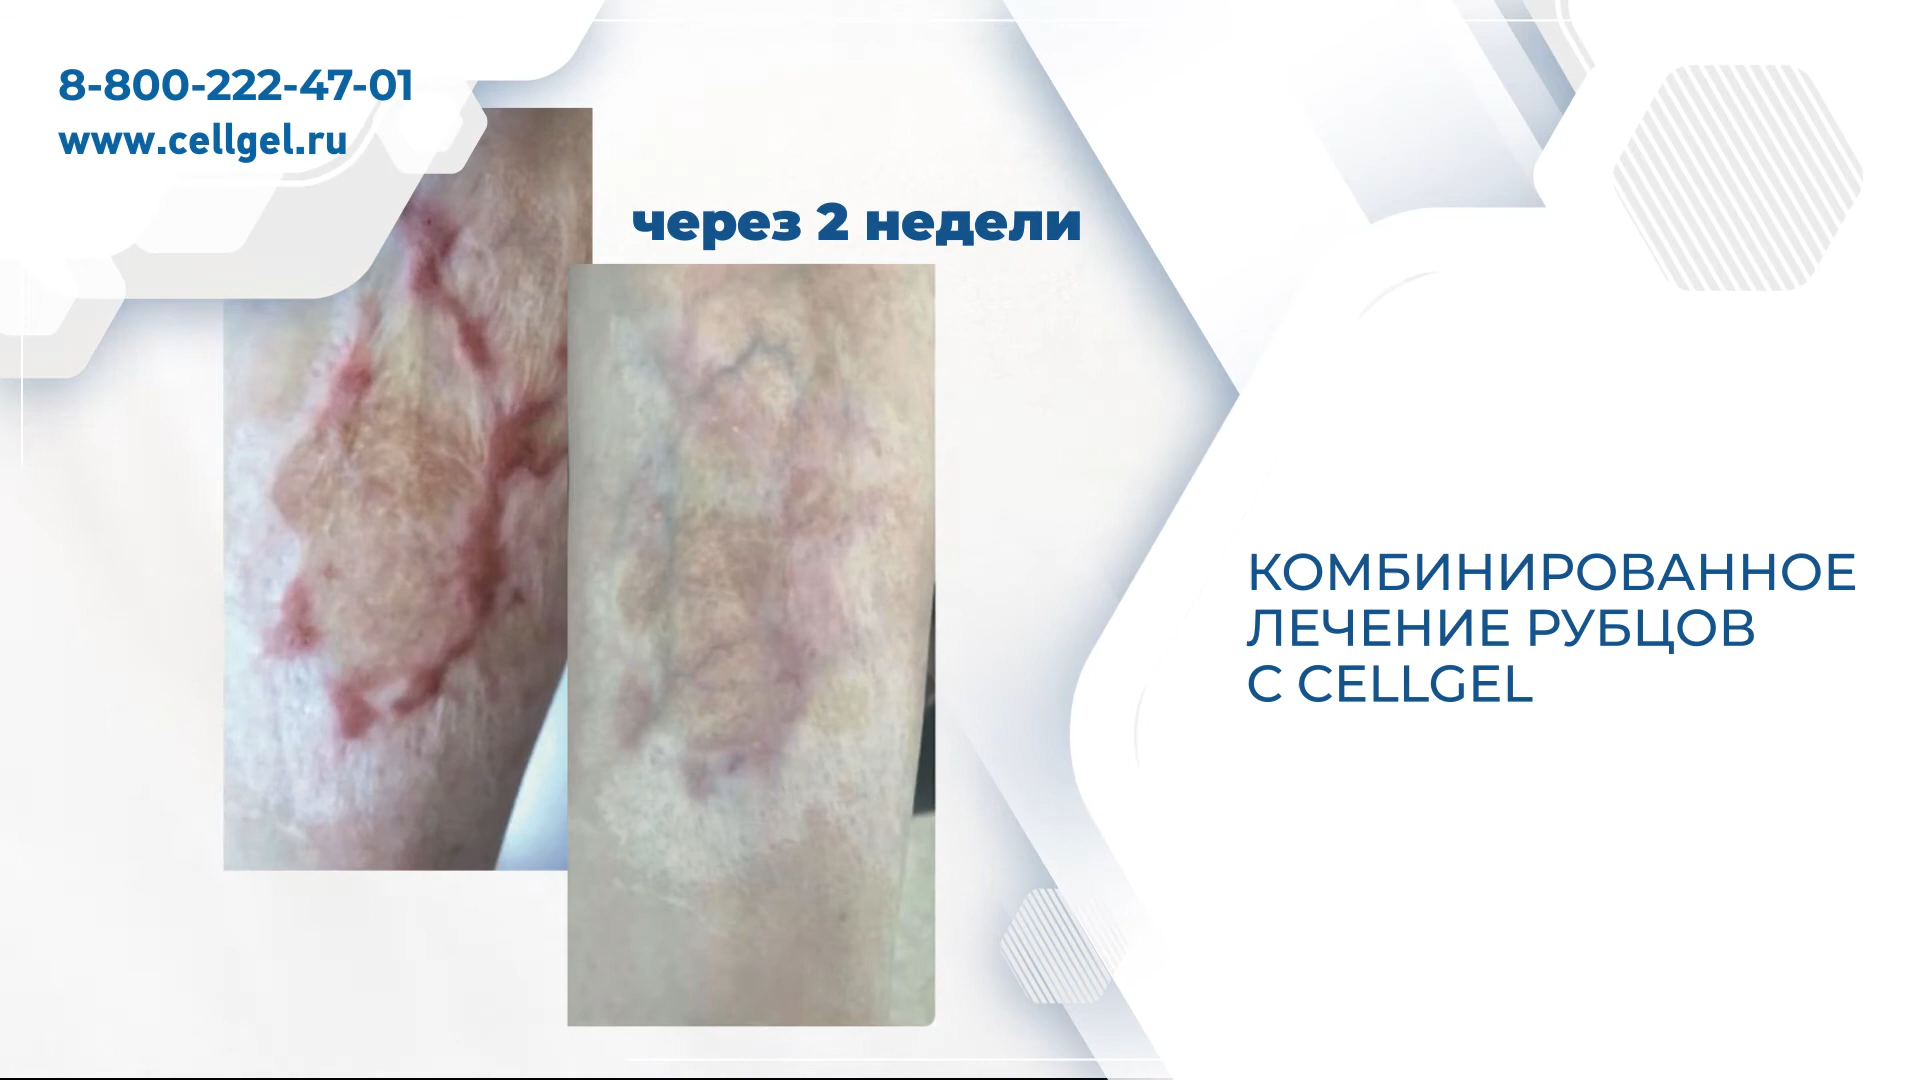 8-800-222-47-01
www.cellgel.ru
через 2 недели
КОМБИНИРОВАННОЕ
ЛЕЧЕНИЕ РУБЦОВ
С CELLGEL